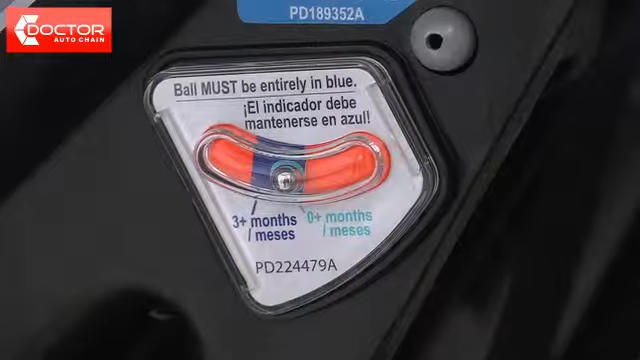 DOCTOR
AUTO CHAIN
PD189352A
Ball MUST be entirely in blue.
¡El indicador debe
mantenerse en azul!
3+ months
/ meses
0+ months
/ meses
PD224479A